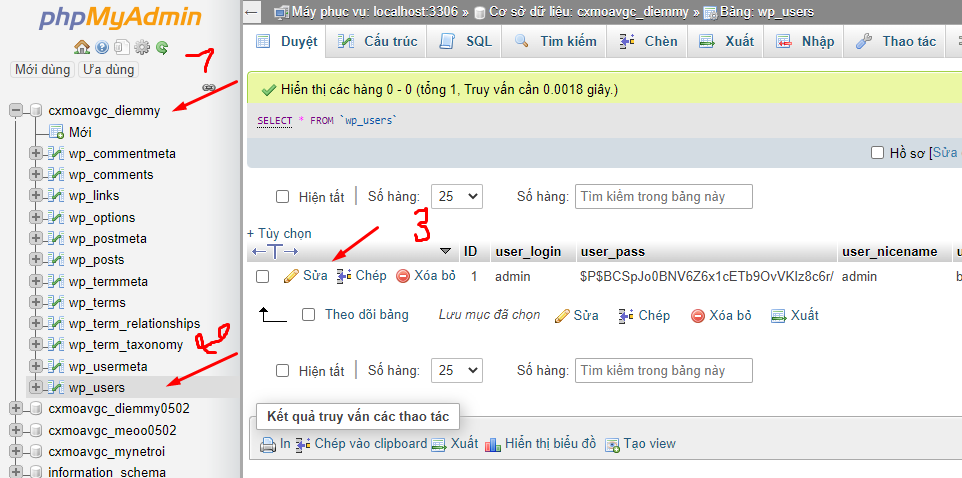 phpMyAdmin
Mới dùng Ưa dùng
1
cxmoavgc_diemmy
Mới
wp_commentmeta
wp_comments
wp_links
wp_options
wp_postmeta
wp_posts
wp_termmeta
wp_terms
wp_term_relationships
wp_term_taxonomy
2
wp_usermeta
wp_users
cxmoavgc_diemmy0502
cxmoavgc_meoo0502
cxmoavgc_mynetroi
information_schema
Máy phục vụ: localhost:3306 » Cơ sở dữ liệu: cxmoavgc_diemmy » Bảng: wp_users
Duyệt Cấu trúc SQL Tìm kiếm Chèn Xuất Nhập Thao tác
Hiển thị các hàng 0 - 0 (tổng 1, Truy vấn cần 0.0018 giây.)
SELECT * FROM `wp_users`
Hồ sơ [Sửa
Hiện tất Số hàng: 25 Số hàng: Tìm kiếm trong bảng này
3
+ Tùy chọn
←T→ ID user_login user_pass user_nicename u
Sửa Chép Xóa bỏ 1 admin $P$BCSpJo0BNV6Z6x1cETb9OvVKIz8c6r/ admin b
Theo dõi bảng Lưu mục đã chọn Sửa Chép Xóa bỏ Xuất
Hiện tất Số hàng: 25 Số hàng: Tìm kiếm trong bảng này
Kết quả truy vấn các thao tác
In Chép vào clipboard Xuất Hiển thị biểu đồ Tạo view